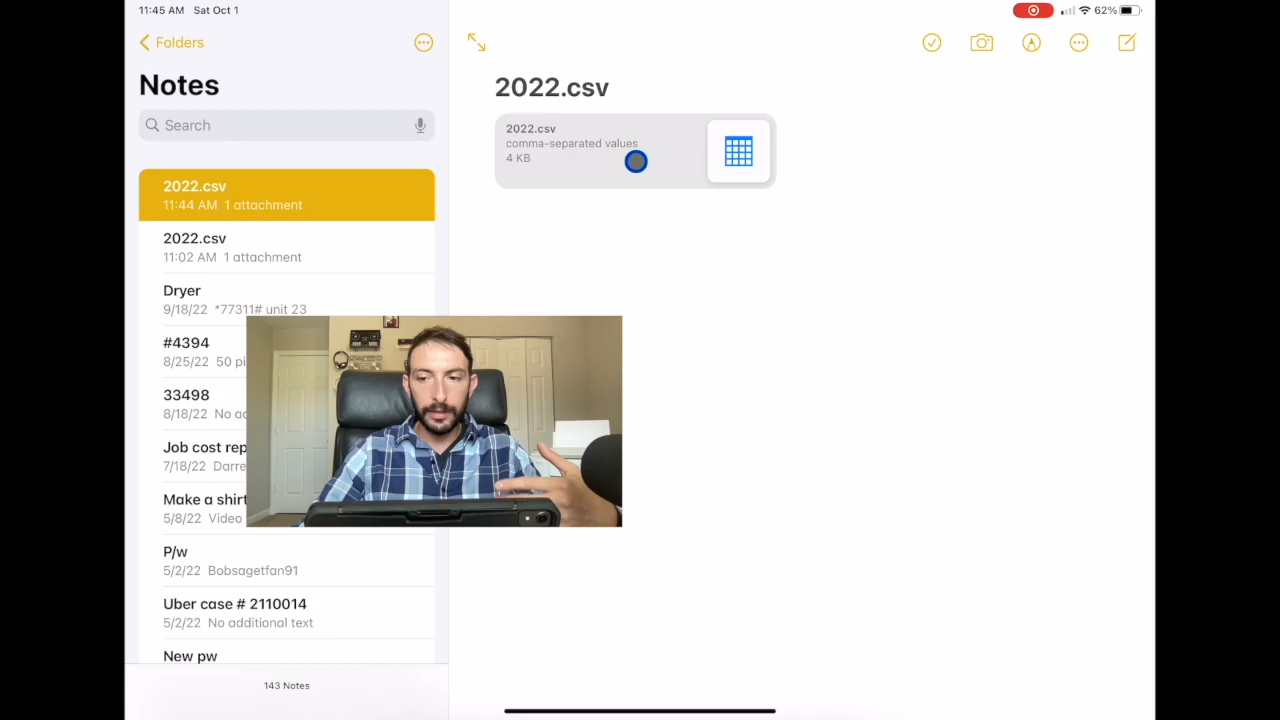 11:45 AM Sat Oct 1
62%
Folders
Notes
Search
2022.csv
11:44 AM 1 attachment
2022.csv
11:02 AM 1 attachment
Dryer
9/18/22 *77311# unit 23
#4394
8/25/22 50 pi
33498
8/18/22 No ad
Job cost rep
7/18/22 Darre
Make a shirt
5/8/22 Video
P/w
5/2/22 Bobsagetfan91
Uber case # 2110014
5/2/22 No additional text
New pw
143 Notes
2022.csv
2022.csv
comma-separated values
4 KB